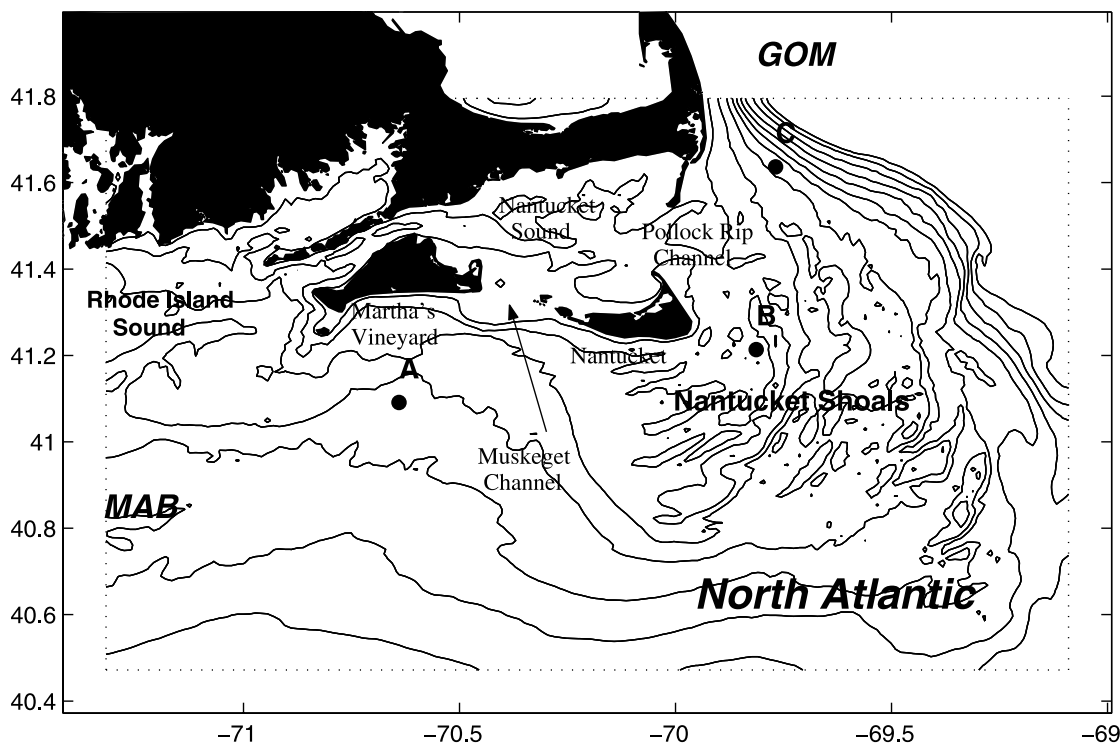 GOM
41.8
C
41.6
Nantucket
Sound
Pollock Rip
Channel
41.4
Rhode Island
Sound
Martha's
Vineyard
B
41.2
Nantucket
A
Nantucket Shoals
41
Muskeget
Channel
MAB
40.8
North Atlantic
40.6
40.4
−71
−70.5
−70
−69.5
−69